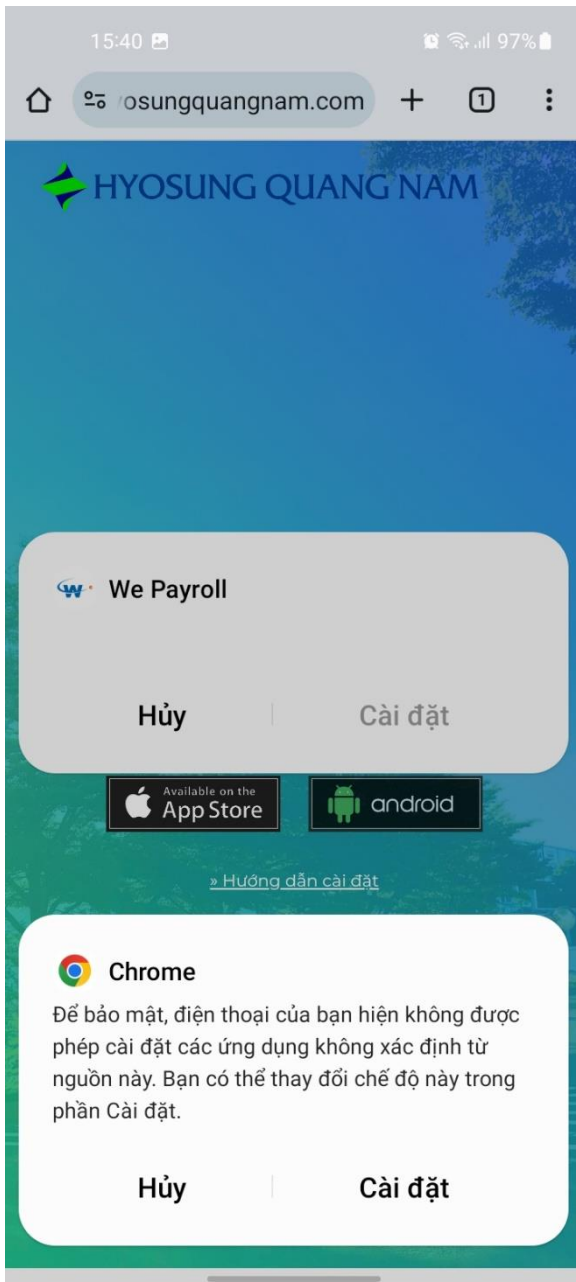 15:40
97%
osungquangnam.com
1
HYOSUNG QUANG NAM
We Payroll
Hủy
Cài đặt
Available on the
App Store
android
» Hướng dẫn cài đặt
Chrome
Để bảo mật, điện thoại của bạn hiện không được
phép cài đặt các ứng dụng không xác định từ
nguồn này. Bạn có thể thay đổi chế độ này trong
phần Cài đặt.
Hủy
Cài đặt